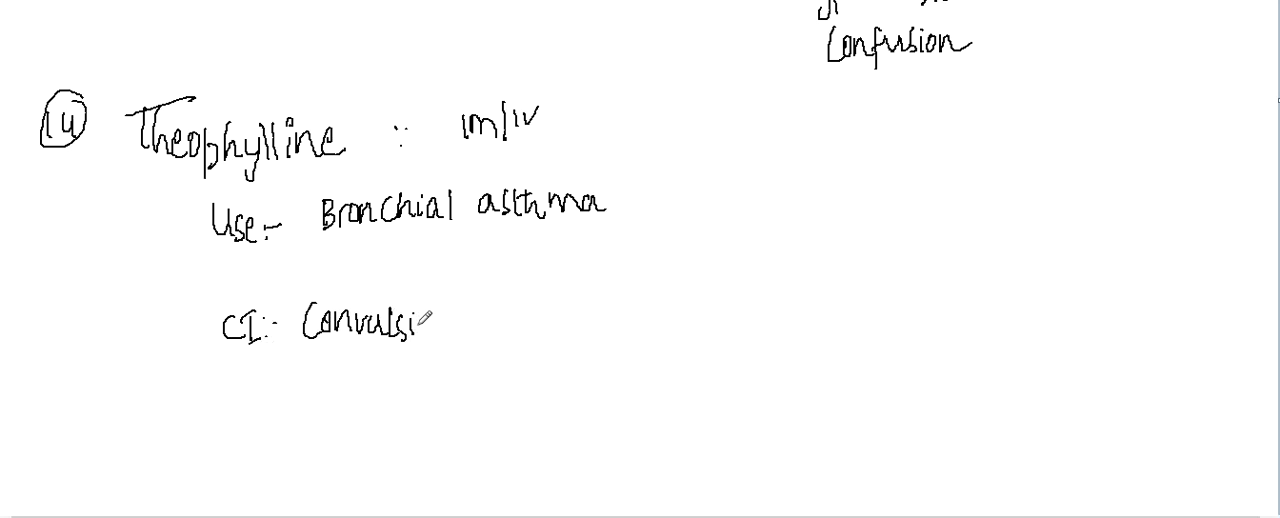 Confusion
14 Theophylline : im/iv
Use:- Bronchial asthma
CI:- Convulsi